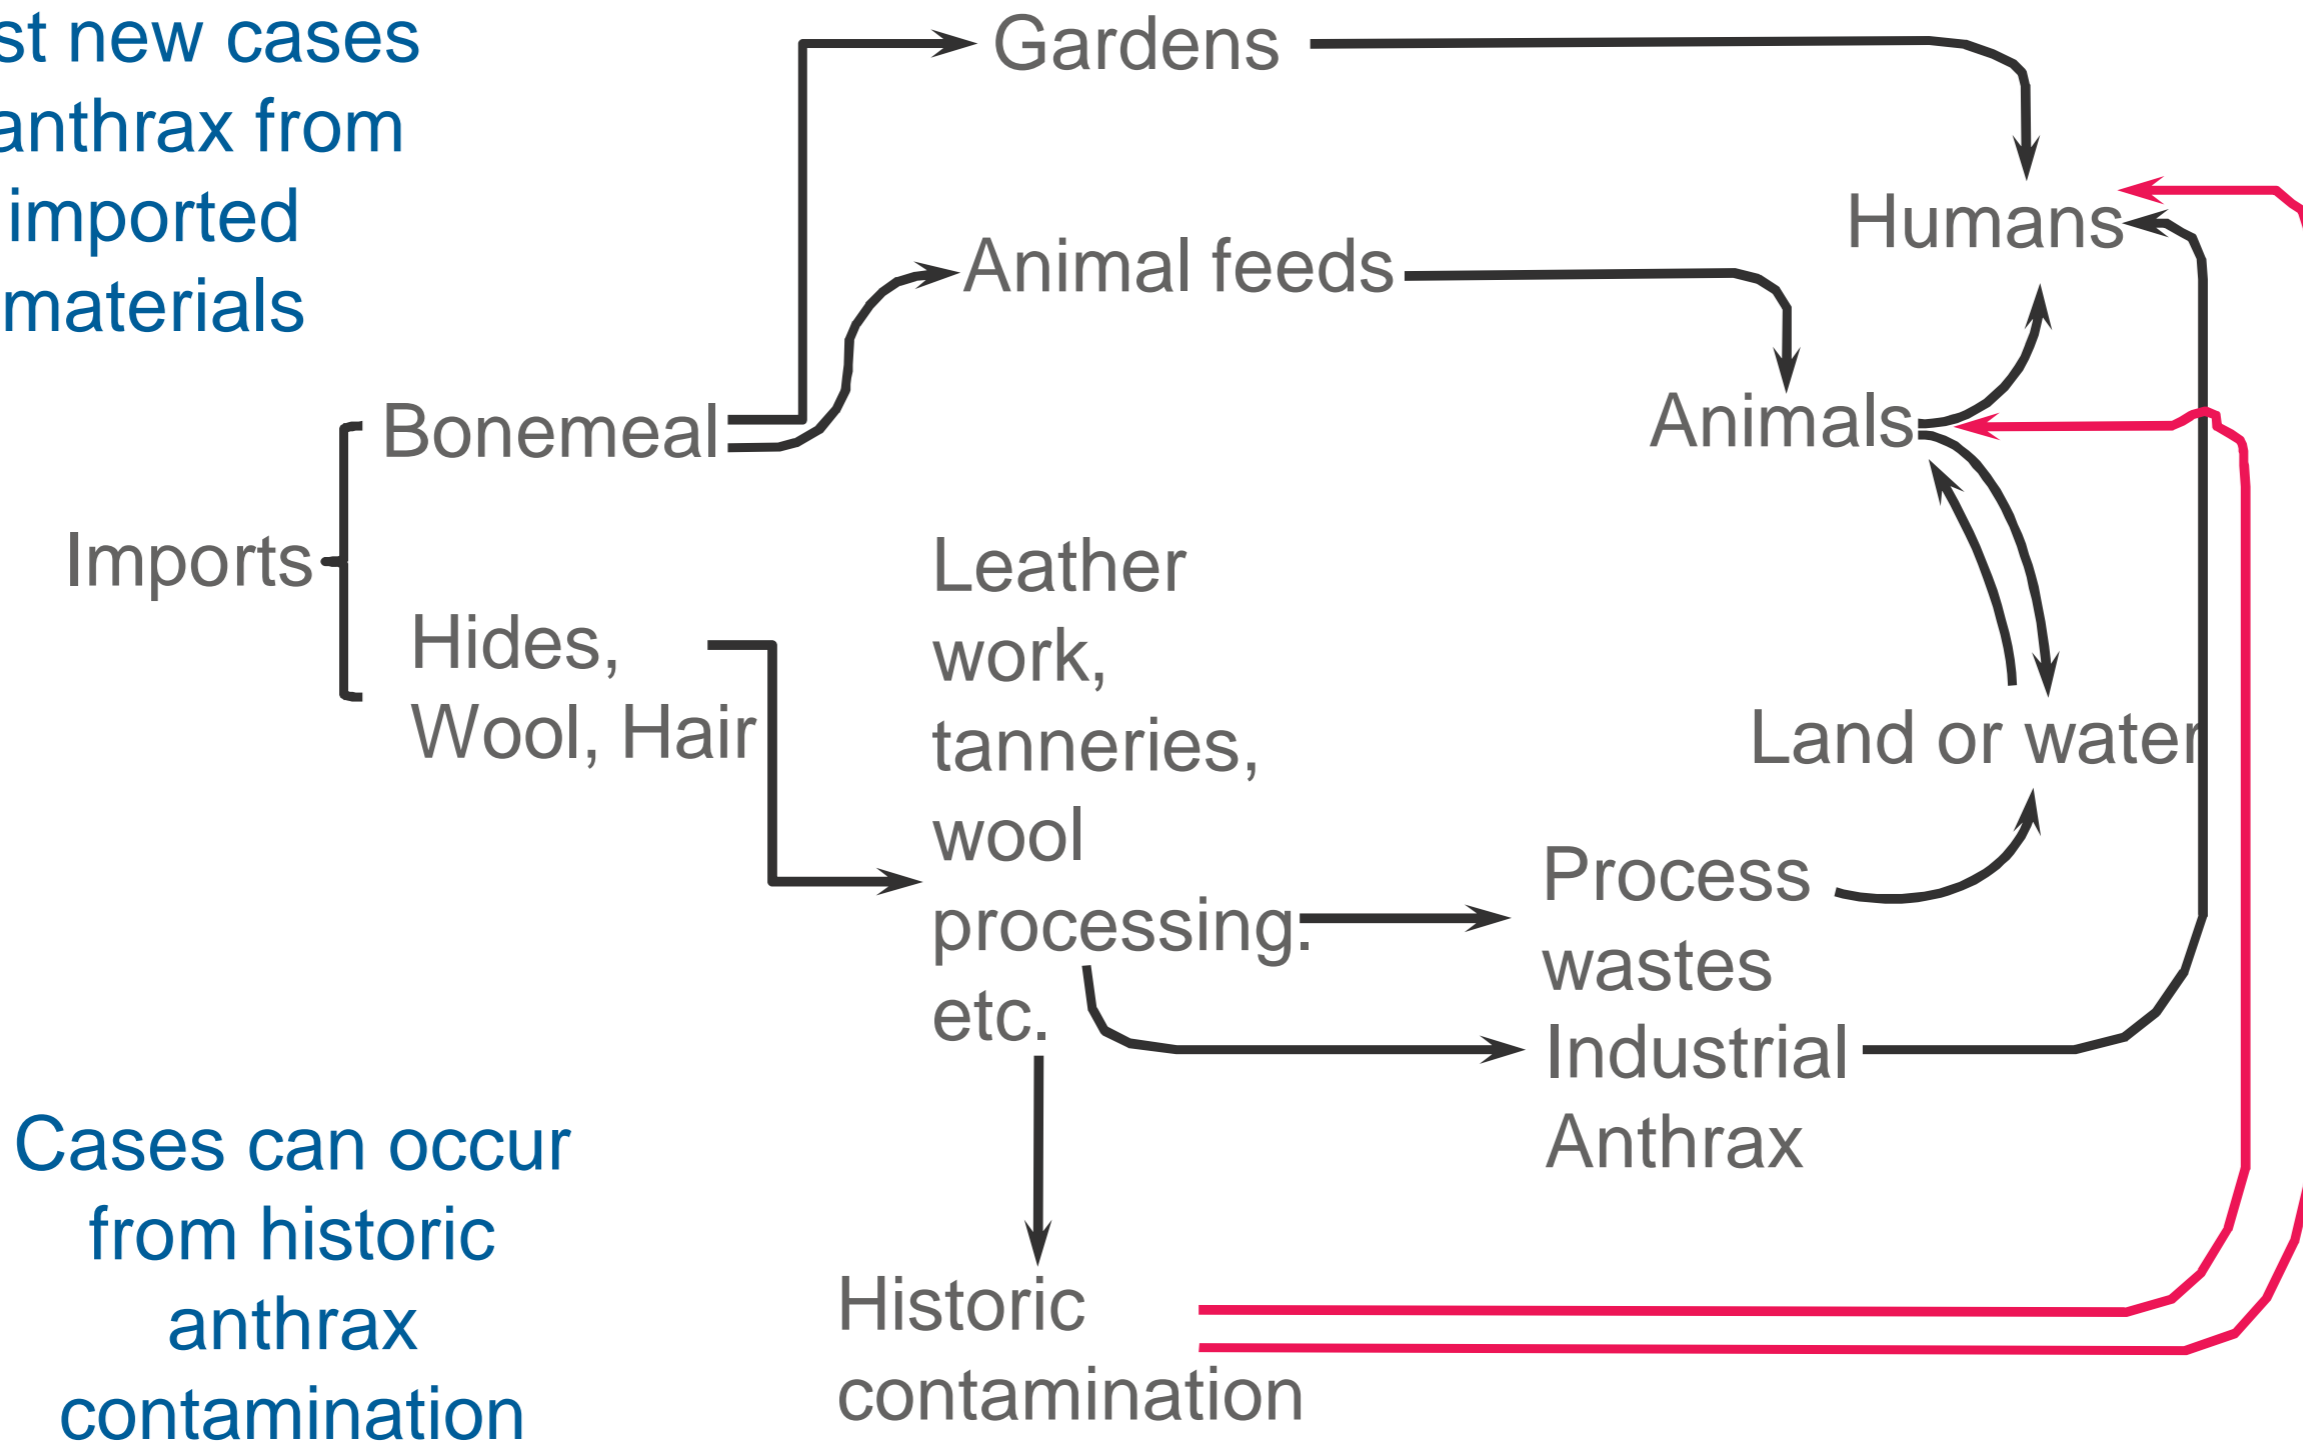 new cases
anthrax from
imported
materials
Gardens
Humans
Animal feeds
Animals
Bonemeal
Imports
Hides,
Wool, Hair
Leather
work,
tanneries,
wool
processing.
etc.
Land or water
Process
wastes
Industrial
Anthrax
Cases can occur
from historic
anthrax
contamination
Historic
contamination